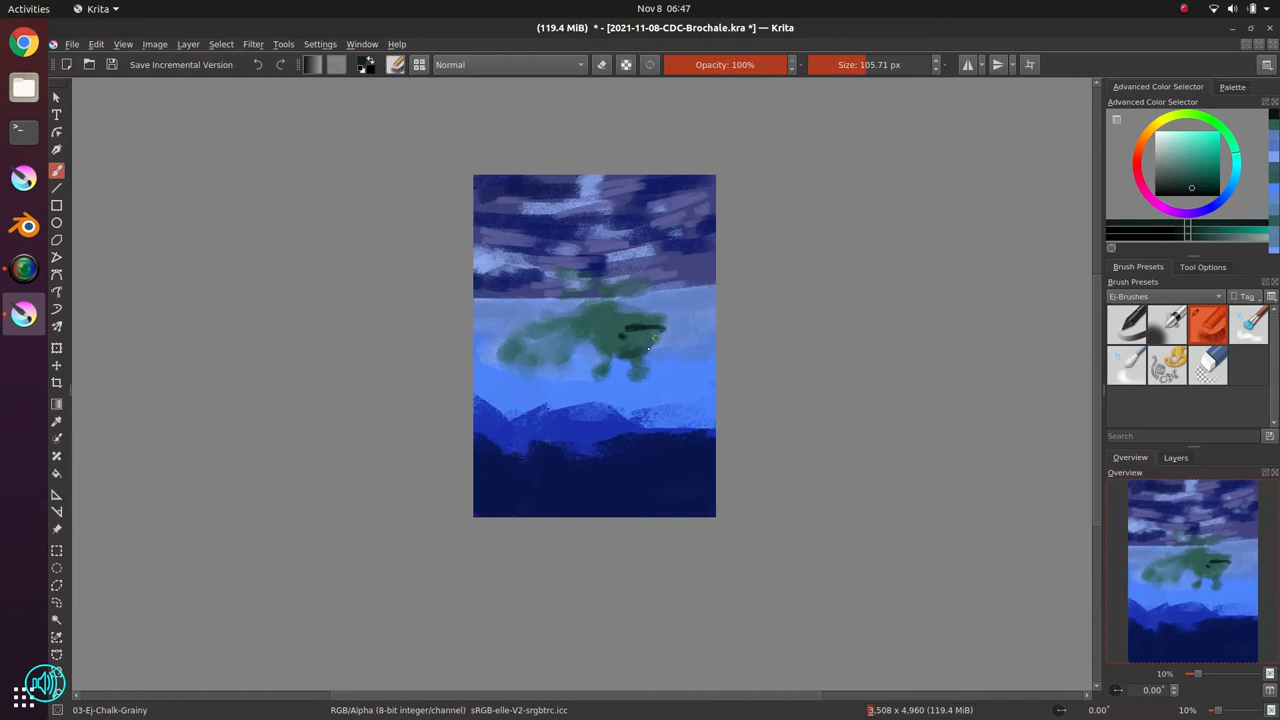 Activities
Krita
Nov 8 06:47
(119.4 MiB) * - [2021-11-08-CDC-Brochale.kra *] — Krita
File Edit View Image Layer Select Filter Tools Settings Window Help
Save Incremental Version
Normal
Opacity: 100%
Size: 105.71 px
Advanced Color Selector
Palette
Advanced Color Selector
Brush Presets
Tool Options
Brush Presets
Ej-Brushes
Tag
Search
Overview
Layers
Overview
10%
0.00°
03-Ej-Chalk-Grainy
RGB/Alpha (8-bit integer/channel) sRGB-elle-V2-srgbtrc.icc
3,508 x 4,960 (119.4 MiB)
0.00°
10%